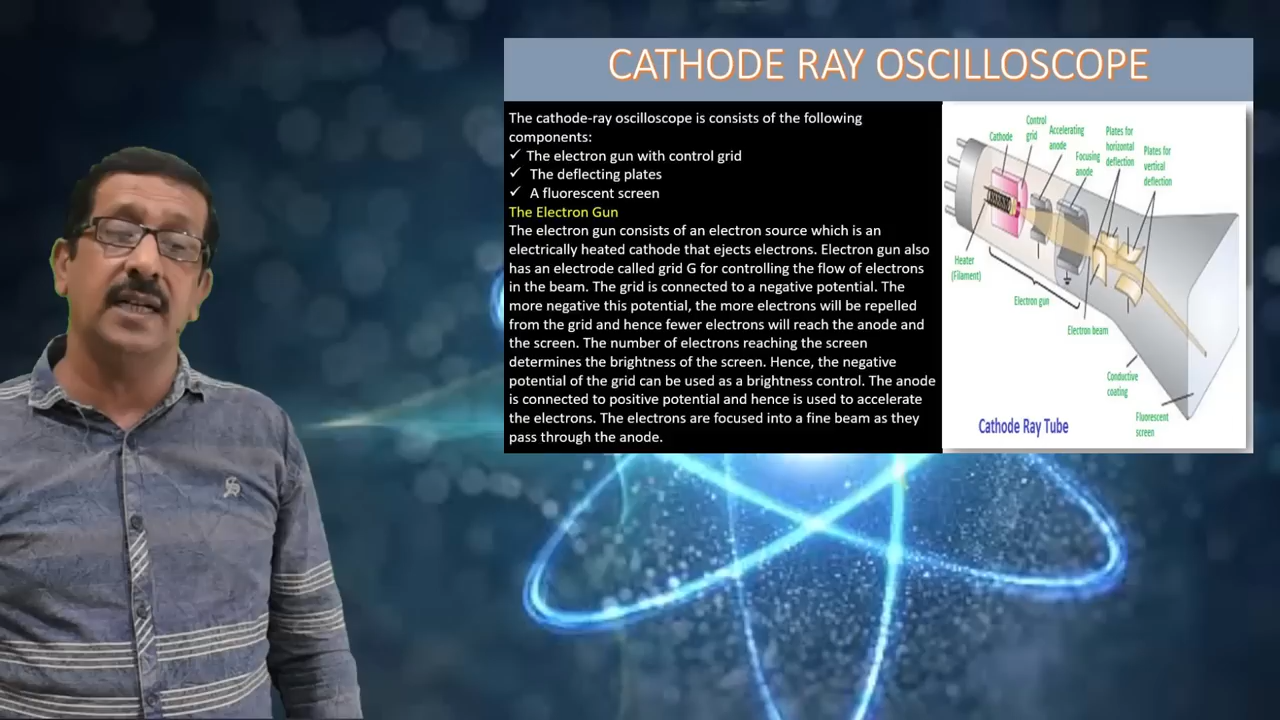 CATHODE RAY OSCILLOSCOPE
The cathode-ray oscilloscope is consists of the following
components:
✓ The electron gun with control grid
✓ The deflecting plates
✓ A fluorescent screen
The Electron Gun
The electron gun consists of an electron source which is an
electrically heated cathode that ejects electrons. Electron gun also
has an electrode called grid G for controlling the flow of electrons
in the beam. The grid is connected to a negative potential. The
more negative this potential, the more electrons will be repelled
from the grid and hence fewer electrons will reach the anode and
the screen. The number of electrons reaching the screen
determines the brightness of the screen. Hence, the negative
potential of the grid can be used as a brightness control. The anode
is connected to positive potential and hence is used to accelerate
the electrons. The electrons are focused into a fine beam as they
pass through the anode.
Cathode
Control
grid
Accelerating
anode
Focusing
anode
Plates for
horizontal
deflection
Plates for
vertical
deflection
Heater
(Filament)
Electron gun
Electron beam
Conductive
coating
Fluorescent
screen
Cathode Ray Tube